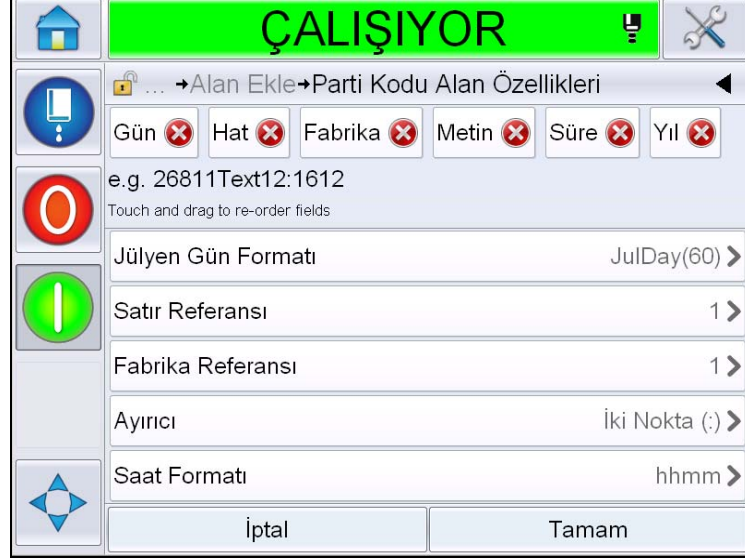 ÇALIŞIYOR
... →Alan Ekle→Parti Kodu Alan Özellikleri
Gün Hat Fabrika Metin Süre Yıl
e.g. 26811Text12:1612
Touch and drag to re-order fields
Jülyen Gün Formatı JulDay(60)
Satır Referansı 1
Fabrika Referansı 1
Ayırıcı İki Nokta (:)
Saat Formatı hhmm
İptal Tamam